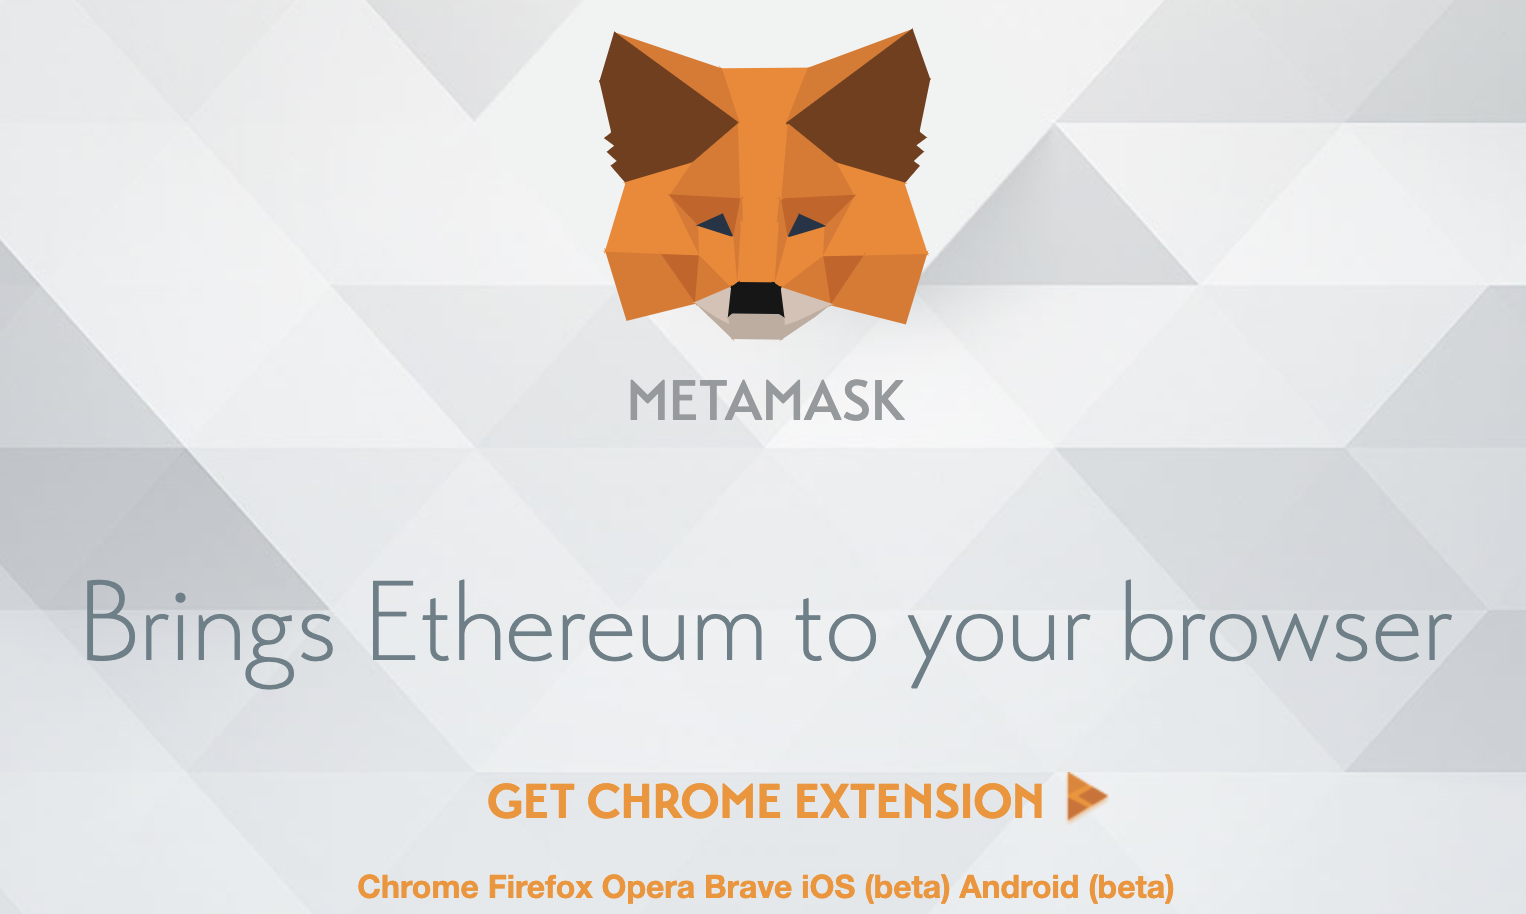 METAMASK
Brings Ethereum to your browser
GET CHROME EXTENSION
Chrome Firefox Opera Brave iOS (beta) Android (beta)